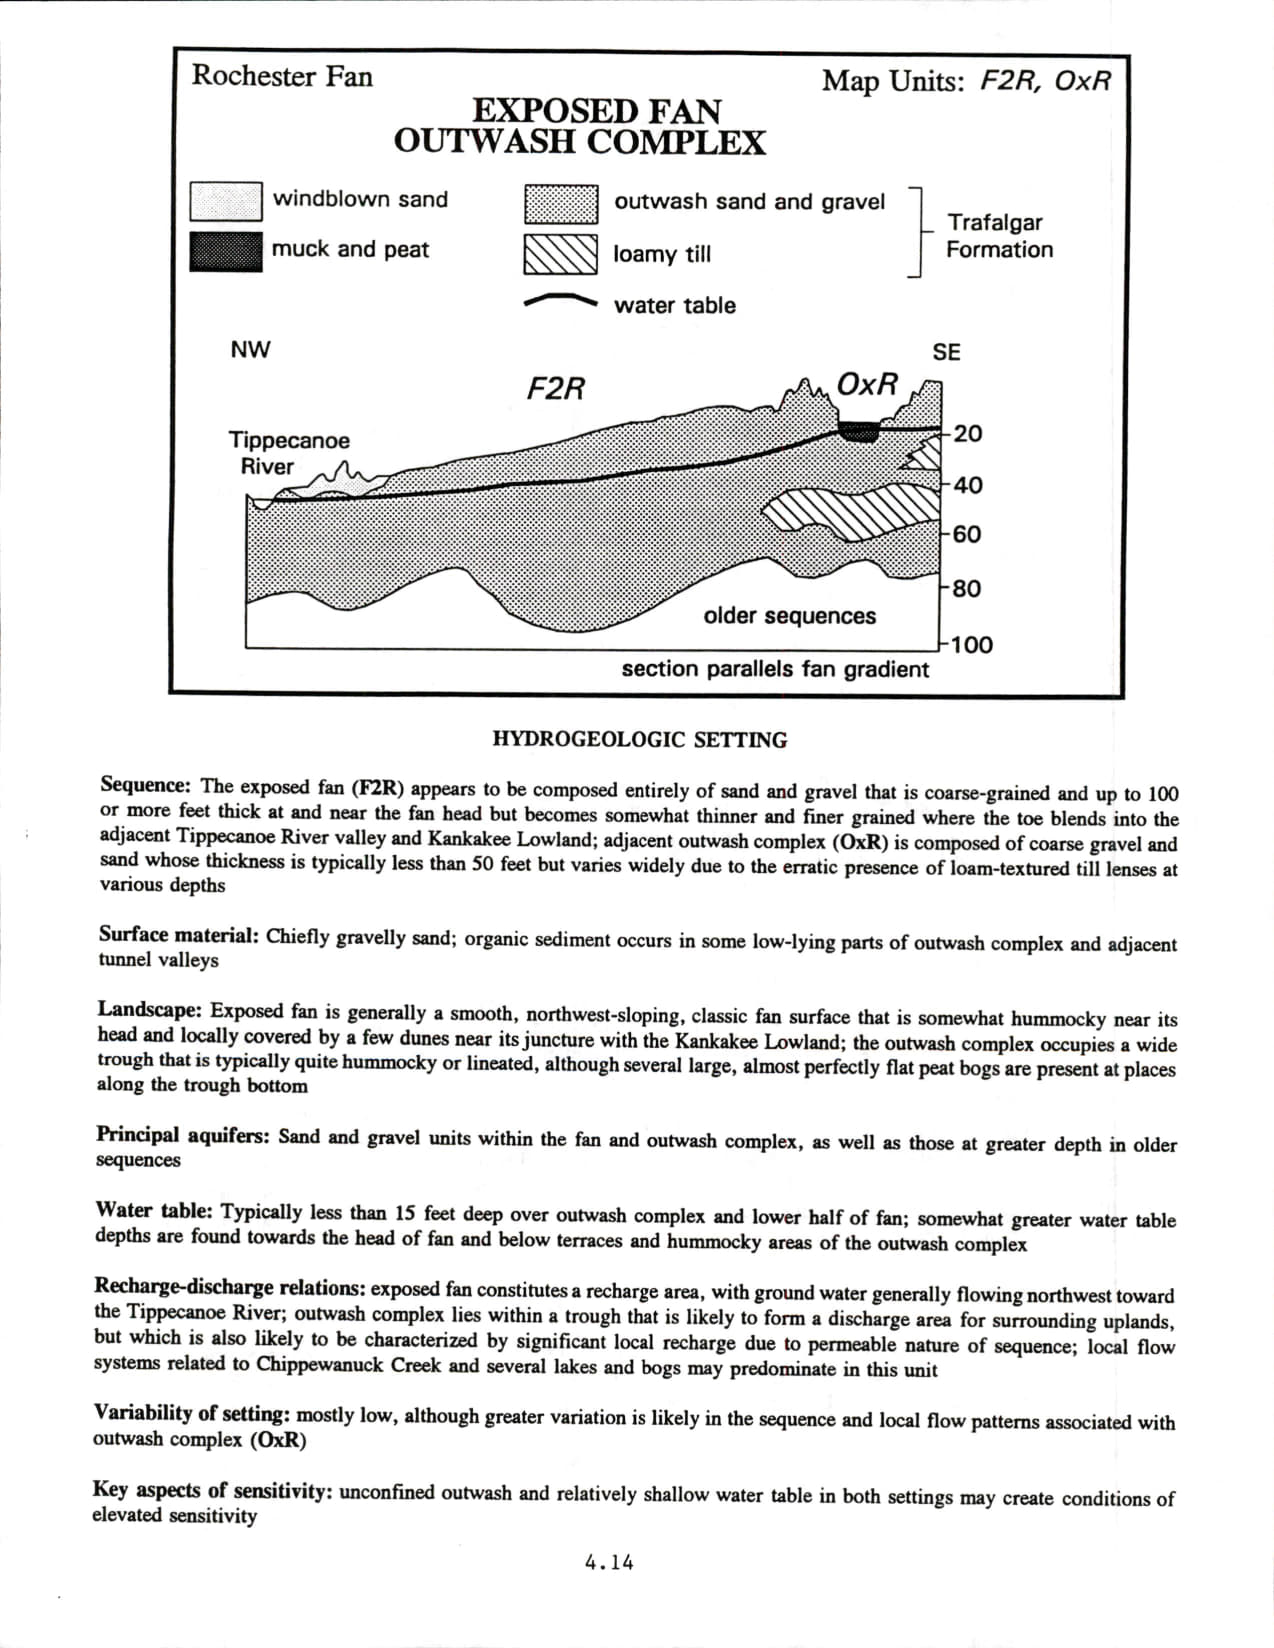 Rochester Fan
Map Units: F2R, OxR
EXPOSED FAN
OUTWASH COMPLEX
windblown sand
muck and peat
outwash sand and gravel
loamy till
Trafalgar
Formation
water table
NW
SE
F2R
OxR
Tippecanoe
River
20
40
60
80
100
older sequences
section parallels fan gradient
HYDROGEOLOGIC SETTING
Sequence: The exposed fan (F2R) appears to be composed entirely of sand and gravel that is coarse-grained and up to 100
or more feet thick at and near the fan head but becomes somewhat thinner and finer grained where the toe blends into the
adjacent Tippecanoe River valley and Kankakee Lowland; adjacent outwash complex (OxR) is composed of coarse gravel and
sand whose thickness is typically less than 50 feet but varies widely due to the erratic presence of loam-textured till lenses at
various depths
Surface material: Chiefly gravelly sand; organic sediment occurs in some low-lying parts of outwash complex and adjacent
tunnel valleys
Landscape: Exposed fan is generally a smooth, northwest-sloping, classic fan surface that is somewhat hummocky near its
head and locally covered by a few dunes near its juncture with the Kankakee Lowland; the outwash complex occupies a wide
trough that is typically quite hummocky or lineated, although several large, almost perfectly flat peat bogs are present at places
along the trough bottom
Principal aquifers: Sand and gravel units within the fan and outwash complex, as well as those at greater depth in older
sequences
Water table: Typically less than 15 feet deep over outwash complex and lower half of fan; somewhat greater water table
depths are found towards the head of fan and below terraces and hummocky areas of the outwash complex
Recharge-discharge relations: exposed fan constitutes a recharge area, with ground water generally flowing northwest toward
the Tippecanoe River; outwash complex lies within a trough that is likely to form a discharge area for surrounding uplands,
but which is also likely to be characterized by significant local recharge due to permeable nature of sequence; local flow
systems related to Chippewanuck Creek and several lakes and bogs may predominate in this unit
Variability of setting: mostly low, although greater variation is likely in the sequence and local flow patterns associated with
outwash complex (OxR)
Key aspects of sensitivity: unconfined outwash and relatively shallow water table in both settings may create conditions of
elevated sensitivity
4.14